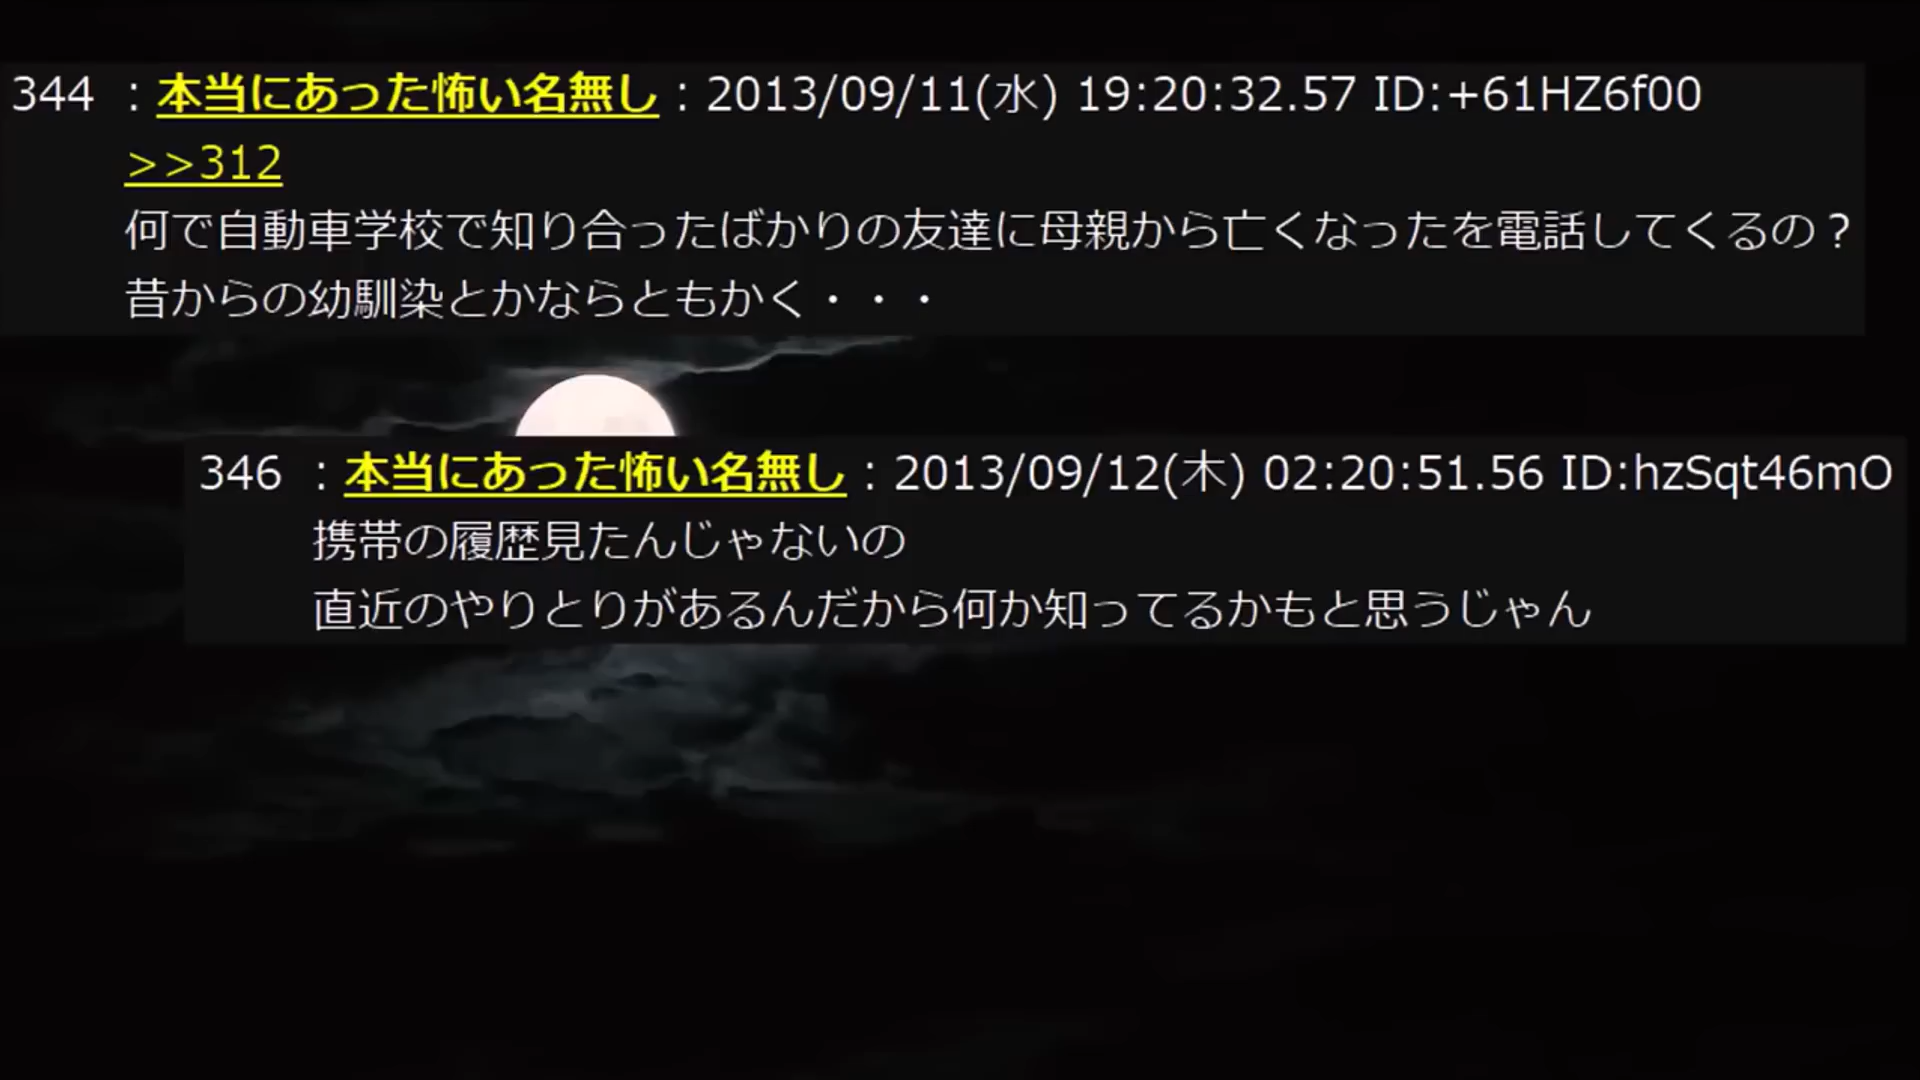 344 ：本当にあった怖い名無し：2013/09/11(水) 19:20:32.57 ID:+61HZ6f00
>>312
何で自動車学校で知り合ったばかりの友達に母親から亡くなったを電話してくるの？
昔からの幼馴染とかならともかく・・・
346 ：本当にあった怖い名無し：2013/09/12(木) 02:20:51.56 ID:hzSqt46mO
携帯の履歴見たんじゃないの
直近のやりとりがあるんだから何か知ってるかもと思うじゃん